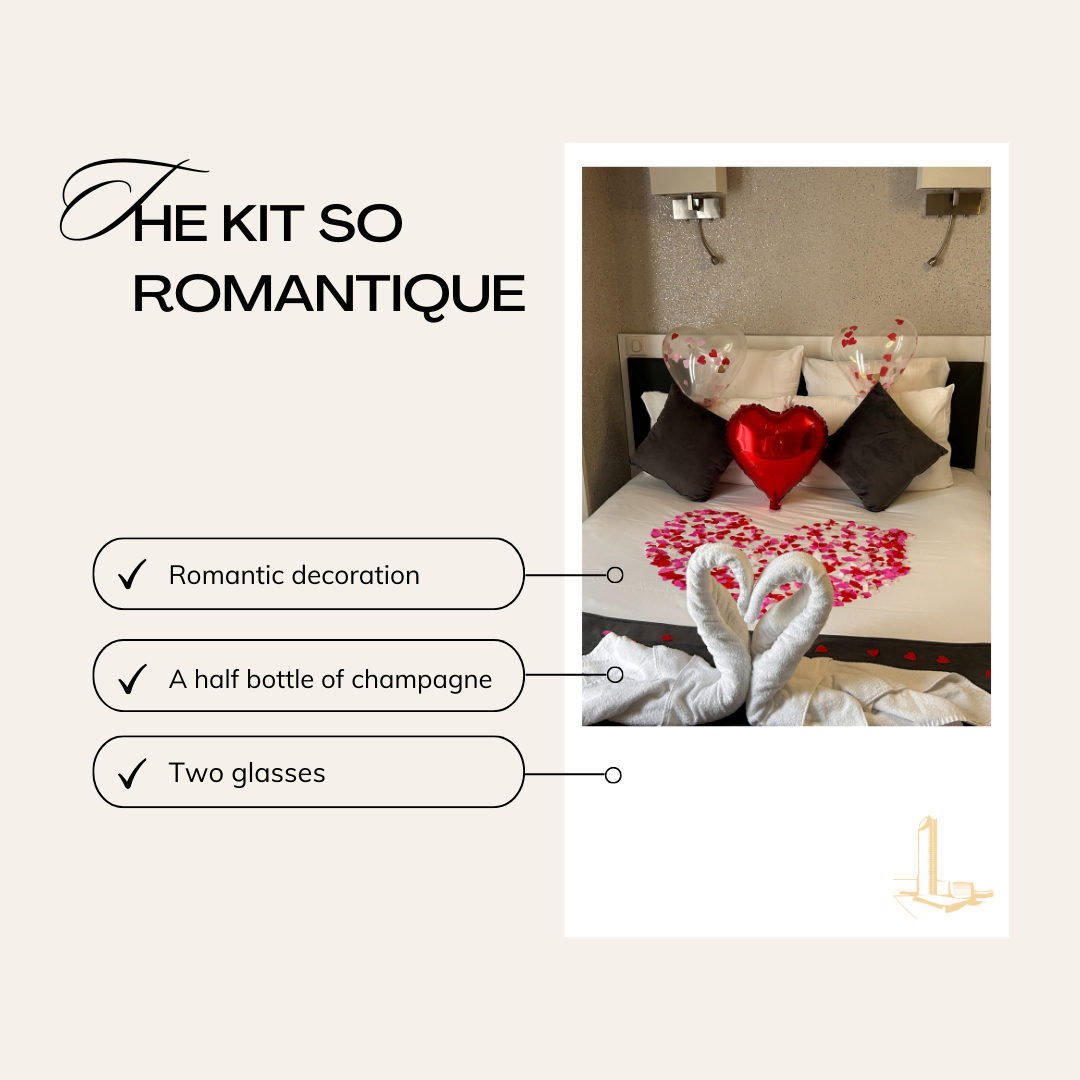 THE KIT SO
ROMANTIQUE
Romantic decoration
A half bottle of champagne
Two glasses